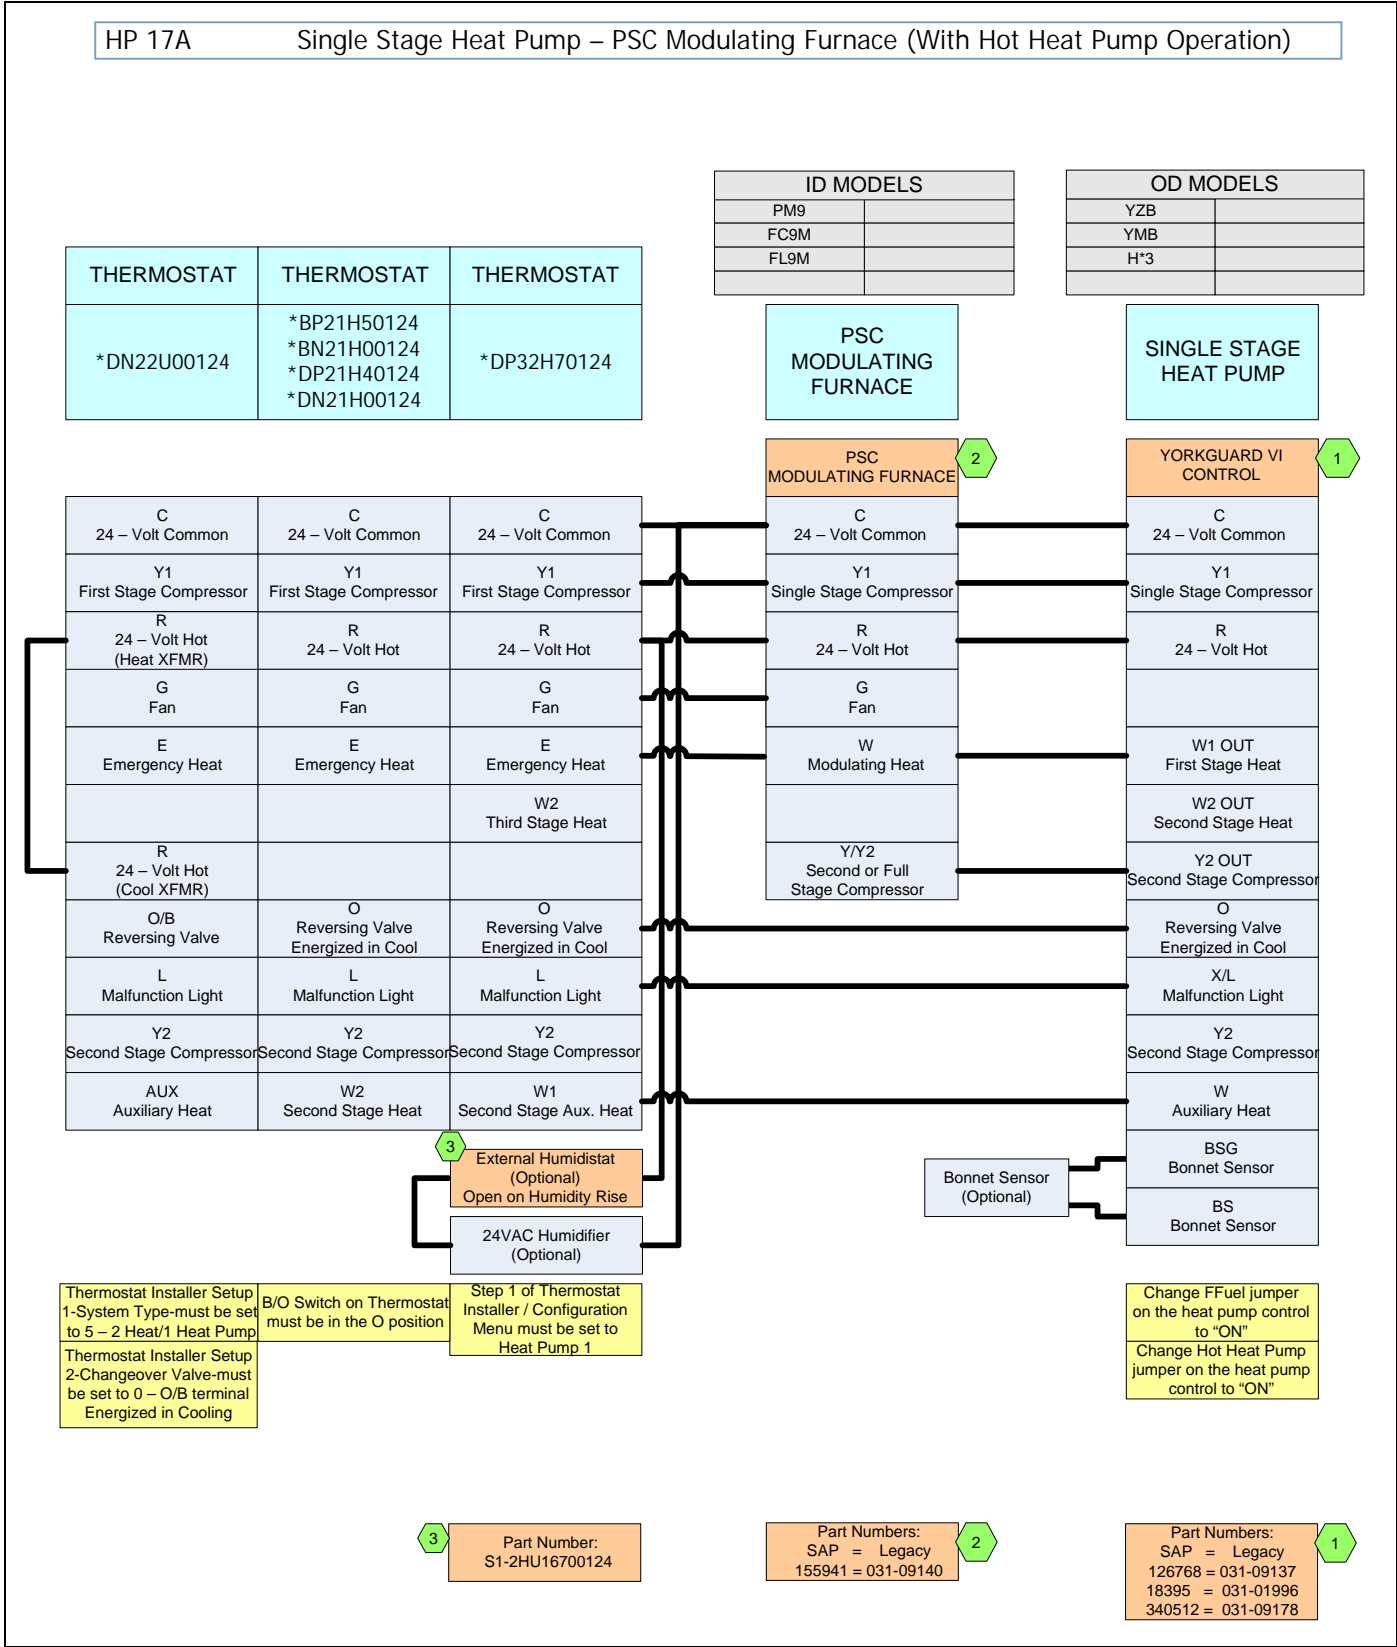 HP 17A Single Stage Heat Pump – PSC Modulating Furnace (With Hot Heat Pump Operation)
ID MODELS
PM9
FC9M
FL9M
OD MODELS
YZB
YMB
H*3
THERMOSTAT
THERMOSTAT
THERMOSTAT
*DN22U00124
*BP21H50124
*BN21H00124
*DP21H40124
*DN21H00124
*DP32H70124
PSC
MODULATING
FURNACE
SINGLE STAGE
HEAT PUMP
PSC
MODULATING FURNACE
2
YORKGUARD VI
CONTROL
1
C
24 – Volt Common
C
24 – Volt Common
C
24 – Volt Common
C
24 – Volt Common
C
24 – Volt Common
Y1
First Stage Compressor
Y1
First Stage Compressor
Y1
First Stage Compressor
Y1
Single Stage Compressor
Y1
Single Stage Compressor
R
24 – Volt Hot
(Heat XFMR)
R
24 – Volt Hot
R
24 – Volt Hot
R
24 – Volt Hot
R
24 – Volt Hot
G
Fan
G
Fan
G
Fan
G
Fan
E
Emergency Heat
E
Emergency Heat
E
Emergency Heat
W
Modulating Heat
W1 OUT
First Stage Heat
W2
Third Stage Heat
W2 OUT
Second Stage Heat
R
24 – Volt Hot
(Cool XFMR)
Y/Y2
Second or Full
Stage Compressor
Y2 OUT
Second Stage Compressor
O/B
Reversing Valve
O
Reversing Valve
Energized in Cool
O
Reversing Valve
Energized in Cool
O
Reversing Valve
Energized in Cool
L
Malfunction Light
L
Malfunction Light
L
Malfunction Light
X/L
Malfunction Light
Y2
Second Stage Compressor
Y2
Second Stage Compressor
Y2
Second Stage Compressor
Y2
Second Stage Compressor
AUX
Auxiliary Heat
W2
Second Stage Heat
W1
Second Stage Aux. Heat
W
Auxiliary Heat
3
External Humidistat
(Optional)
Open on Humidity Rise
24VAC Humidifier
(Optional)
Bonnet Sensor
(Optional)
BSG
Bonnet Sensor
BS
Bonnet Sensor
Thermostat Installer Setup
1-System Type-must be set
to 5 – 2 Heat/1 Heat Pump
Thermostat Installer Setup
2-Changeover Valve-must
be set to 0 – O/B terminal
Energized in Cooling
B/O Switch on Thermostat
must be in the O position
Step 1 of Thermostat
Installer / Configuration
Menu must be set to
Heat Pump 1
Change FFuel jumper
on the heat pump control
to “ON”
Change Hot Heat Pump
jumper on the heat pump
control to “ON”
3
Part Number:
S1-2HU16700124
Part Numbers:
SAP = Legacy
155941 = 031-09140
2
Part Numbers:
SAP = Legacy
126768 = 031-09137
18395 = 031-01996
340512 = 031-09178
1